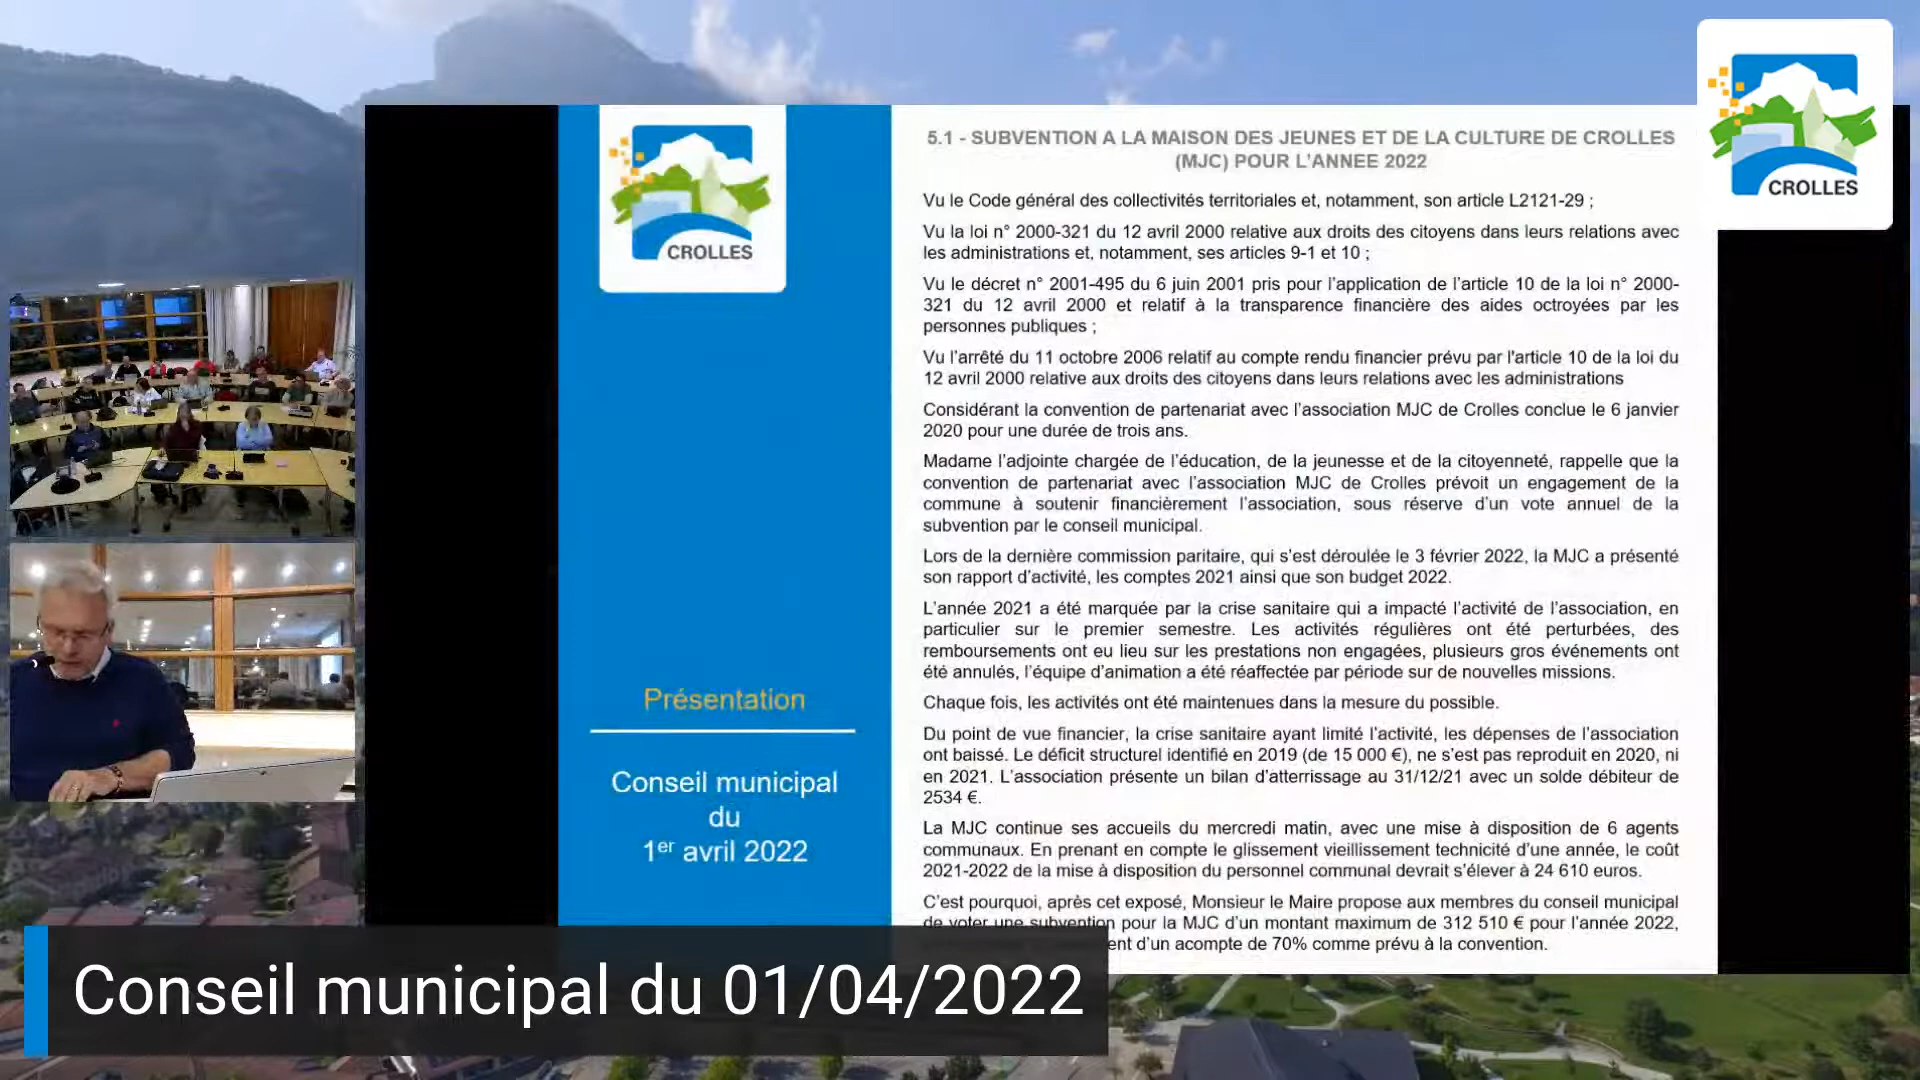 CROLLES
CROLLES
Présentation
Conseil municipal
du
1er avril 2022
5.1 - SUBVENTION A LA MAISON DES JEUNES ET DE LA CULTURE DE CROLLES
(MJC) POUR L'ANNEE 2022
Vu le Code général des collectivités territoriales et, notamment, son article L2121-29 ;
Vu la loi n° 2000-321 du 12 avril 2000 relative aux droits des citoyens dans leurs relations avec
les administrations et, notamment, ses articles 9-1 et 10 ;
Vu le décret n° 2001-495 du 6 juin 2001 pris pour l'application de l'article 10 de la loi n° 2000-
321 du 12 avril 2000 et relatif à la transparence financière des aides octroyées par les
personnes publiques ;
Vu l'arrêté du 11 octobre 2006 relatif au compte rendu financier prévu par l'article 10 de la loi du
12 avril 2000 relative aux droits des citoyens dans leurs relations avec les administrations
Considérant la convention de partenariat avec l'association MJC de Crolles conclue le 6 janvier
2020 pour une durée de trois ans.
Madame l'adjointe chargée de l'éducation, de la jeunesse et de la citoyenneté, rappelle que la
convention de partenariat avec l'association MJC de Crolles prévoit un engagement de la
commune à soutenir financièrement l'association, sous réserve d'un vote annuel de la
subvention par le conseil municipal.
Lors de la dernière commission paritaire, qui s'est déroulée le 3 février 2022, la MJC a présenté
son rapport d'activité, les comptes 2021 ainsi que son budget 2022.
L'année 2021 a été marquée par la crise sanitaire qui a impacté l'activité de l'association, en
particulier sur le premier semestre. Les activités régulières ont été perturbées, des
remboursements ont eu lieu sur les prestations non engagées, plusieurs gros événements ont
été annulés, l'équipe d'animation a été réaffectée par période sur de nouvelles missions.
Chaque fois, les activités ont été maintenues dans la mesure du possible.
Du point de vue financier, la crise sanitaire ayant limité l'activité, les dépenses de l'association
ont baissé. Le déficit structurel identifié en 2019 (de 15 000 €), ne s'est pas reproduit en 2020, ni
en 2021. L'association présente un bilan d'atterrissage au 31/12/21 avec un solde débiteur de
2534 €.
La MJC continue ses accueils du mercredi matin, avec une mise à disposition de 6 agents
communaux. En prenant en compte le glissement vieillissement technicité d'une année, le coût
2021-2022 de la mise à disposition du personnel communal devrait s'élever à 24 610 euros.
C'est pourquoi, après cet exposé, Monsieur le Maire propose aux membres du conseil municipal
de voter une subvention pour la MJC d'un montant maximum de 312 510 € pour l'année 2022,
ent d'un acompte de 70% comme prévu à la convention.
Conseil municipal du 01/04/2022